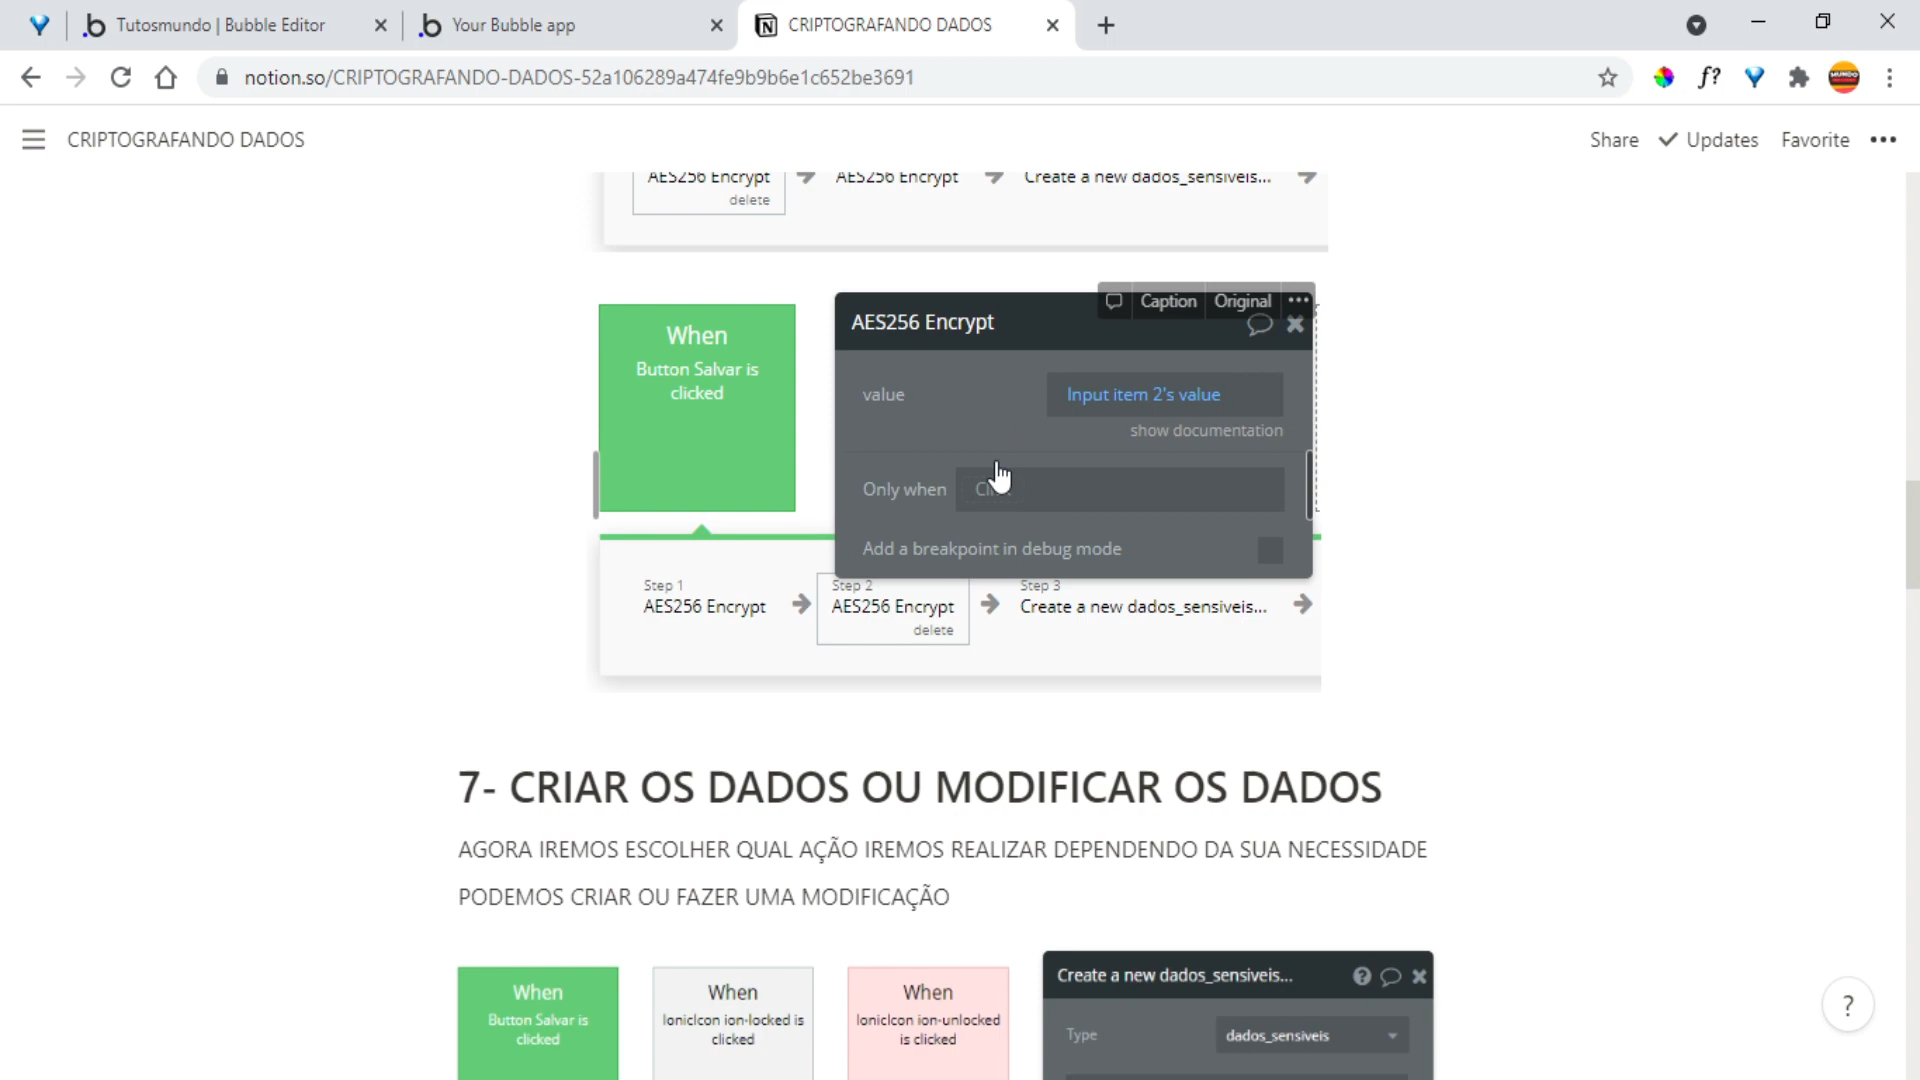 Tutosmundo | Bubble Editor
Your Bubble app
CRIPTOGRAFANDO DADOS
notion.so/CRIPTOGRAFANDO-DADOS-52a106289a474fe9b9b6e1c652be3691
f?
CRIPTOGRAFANDO DADOS
Share
Updates
Favorite
AES256 Encrypt
AES256 Encrypt
Create a new dados_sensiveis...
delete
When
Button Salvar is
clicked
Caption
Original
AES256 Encrypt
value
Input item 2's value
show documentation
Only when
Add a breakpoint in debug mode
Step 1
AES256 Encrypt
Step 2
AES256 Encrypt
delete
Step 3
Create a new dados_sensiveis...
7- CRIAR OS DADOS OU MODIFICAR OS DADOS
AGORA IREMOS ESCOLHER QUAL AÇÃO IREMOS REALIZAR DEPENDENDO DA SUA NECESSIDADE
PODEMOS CRIAR OU FAZER UMA MODIFICAÇÃO
When
Button Salvar is
clicked
When
IonicIcon ion-locked is
clicked
When
IonicIcon ion-unlocked
is clicked
Create a new dados_sensiveis...
Type
dados_sensiveis
?